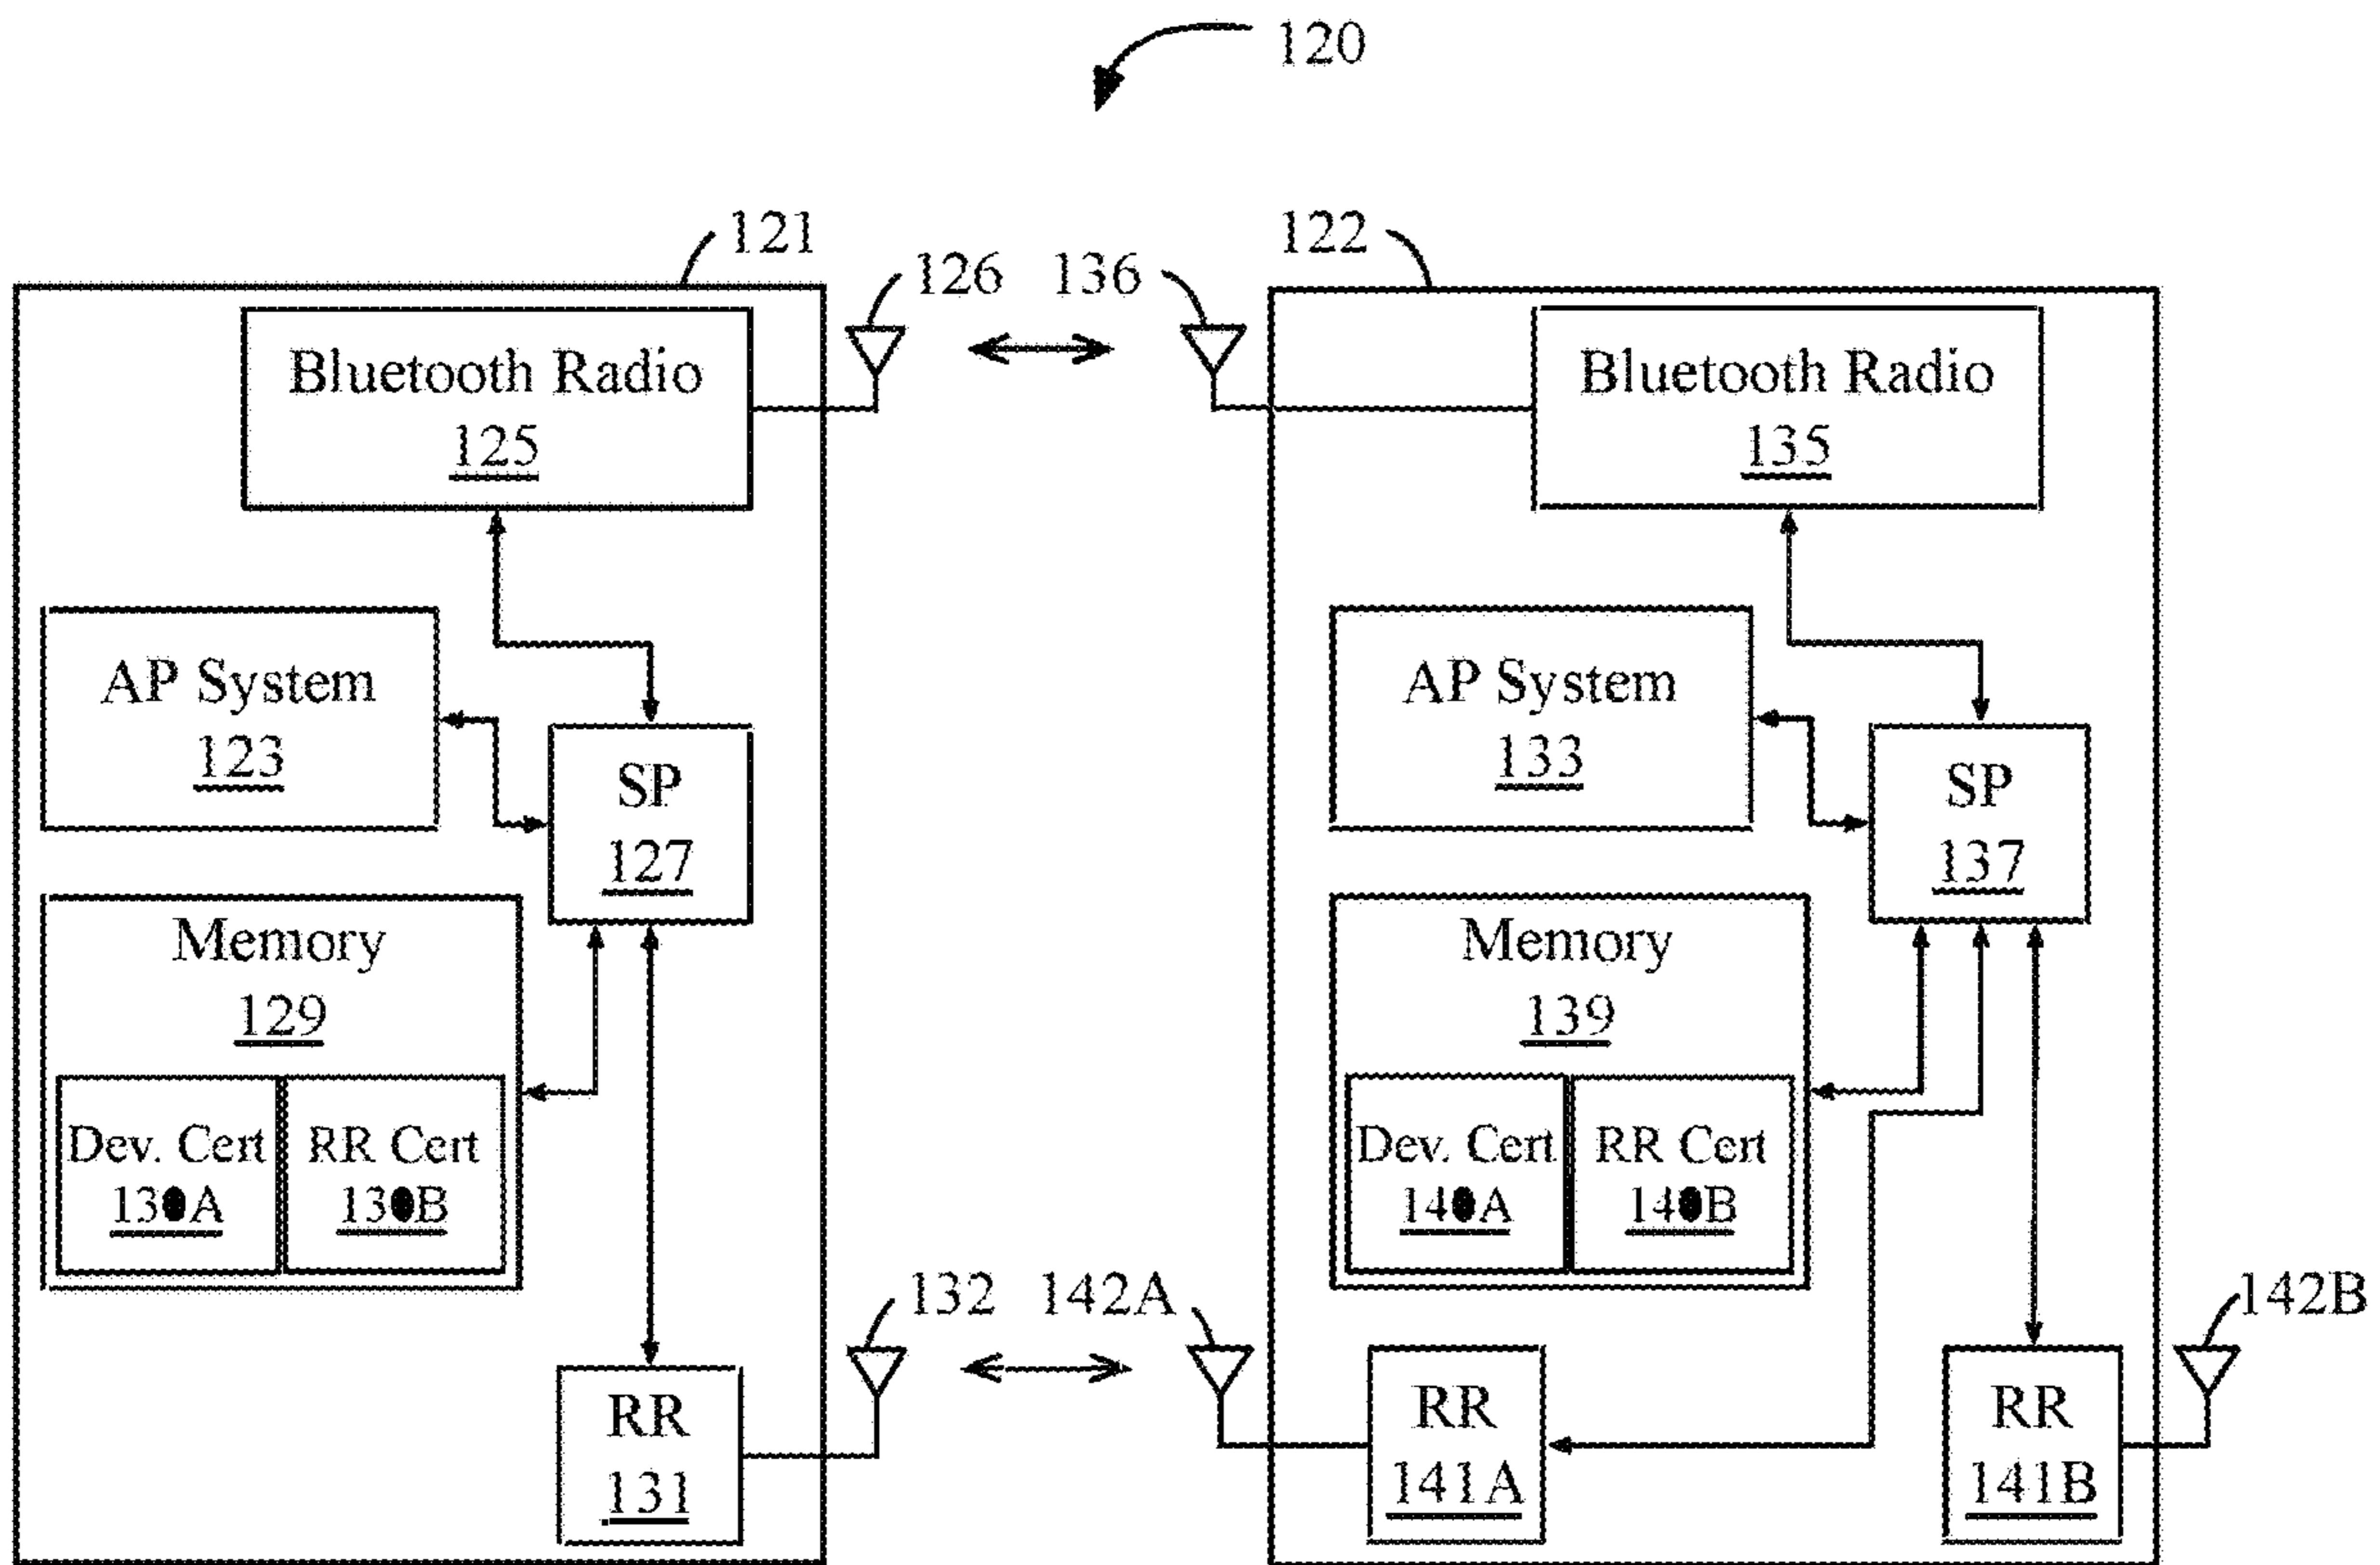 120
121
122
126
136
Bluetooth Radio
125
Bluetooth Radio
135
AP System
123
AP System
133
SP
127
SP
137
Memory
129
Memory
139
Dev. Cert
130A
RR Cert
130B
Dev. Cert
140A
RR Cert
140B
132
142A
142B
RR
131
RR
141A
RR
141B